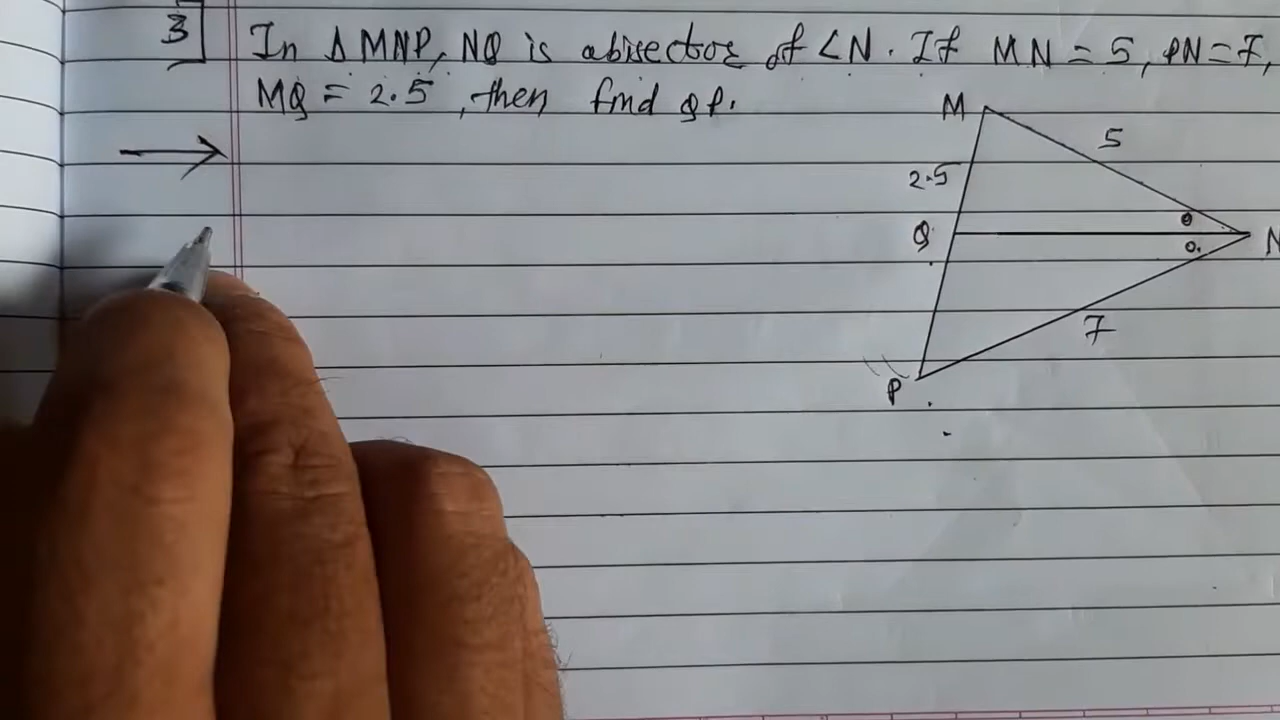 3
In ΔMNP, NQ is abisector of ∠N. If MN = 5, PN = 7,
MQ = 2.5, then find QP.
M
5
2.5
Q
N
7
P